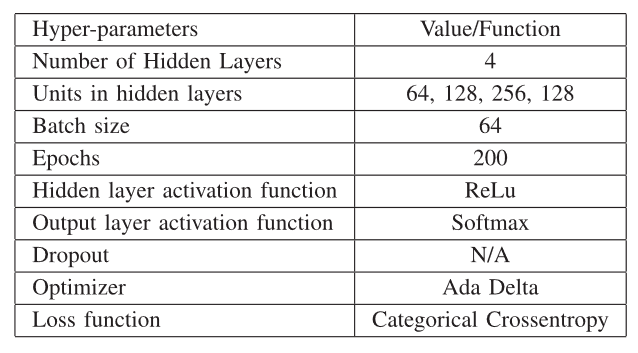 Hyper-parameters Value/Function
Number of Hidden Layers 4
Units in hidden layers 64, 128, 256, 128
Batch size 64
Epochs 200
Hidden layer activation function ReLu
Output layer activation function Softmax
Dropout N/A
Optimizer Ada Delta
Loss function Categorical Crossentropy